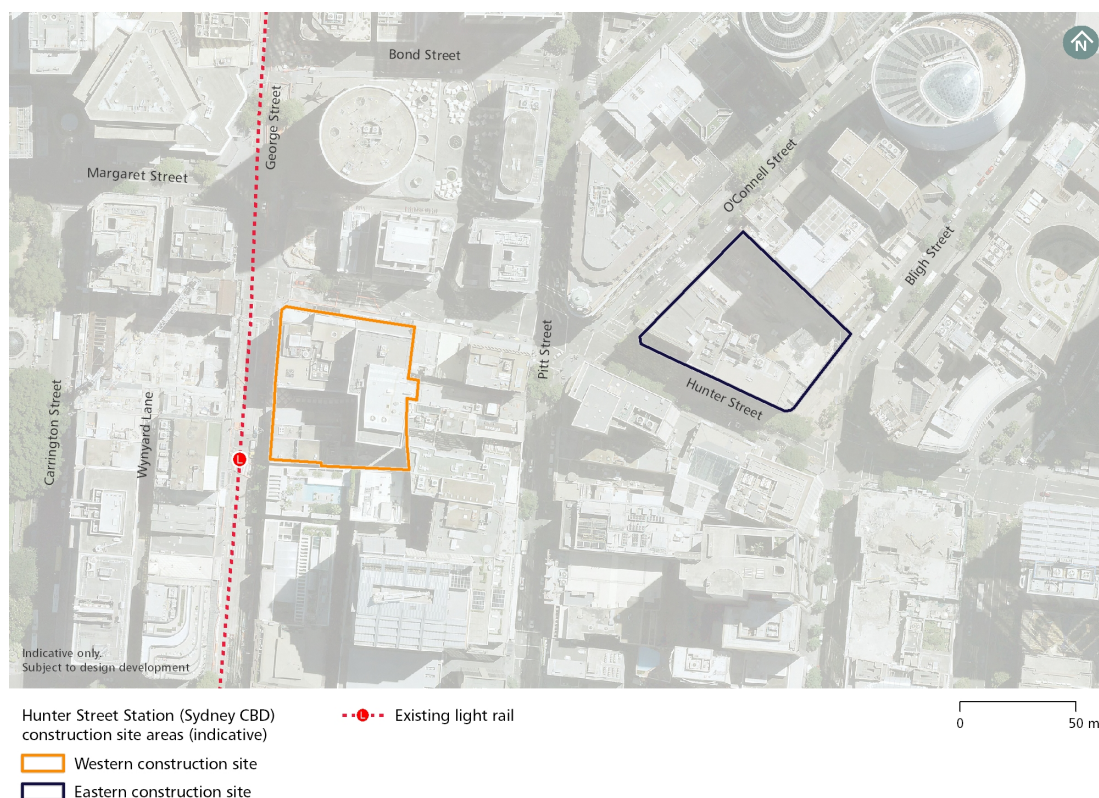 Bond Street
N
George Street
O'Connell Street
Margaret Street
Bligh Street
Pitt Street
Hunter Street
Carrington Street
Wynyard Lane
L
Indicative only.
Subject to design development
Hunter Street Station (Sydney CBD)
construction site areas (indicative)
L
Existing light rail
0
50 m
Western construction site
Eastern construction site